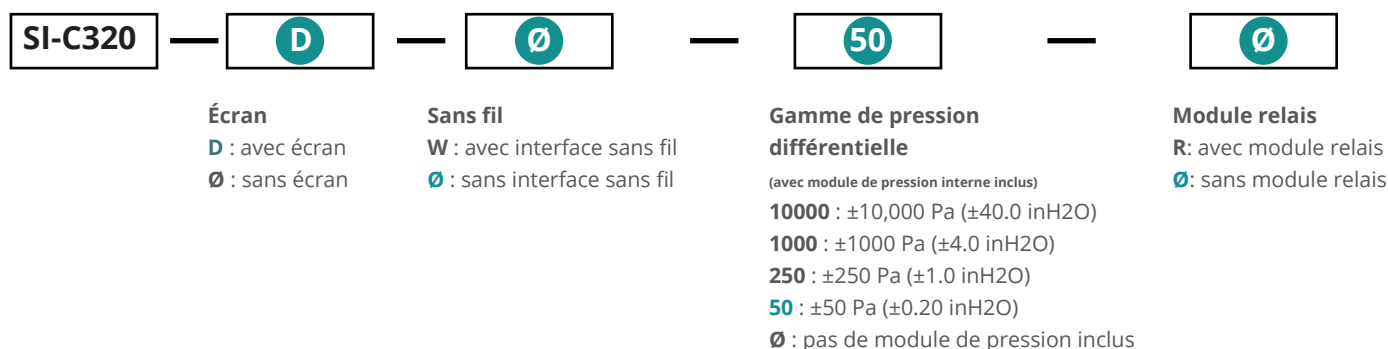 SI-C320 — D — Ø — 50 — Ø
Écran
D : avec écran
Ø : sans écran
Sans fil
W : avec interface sans fil
Ø : sans interface sans fil
Gamme de pression
différentielle
(avec module de pression interne inclus)
10000 : ±10,000 Pa (±40.0 inH2O)
1000 : ±1000 Pa (±4.0 inH2O)
250 : ±250 Pa (±1.0 inH2O)
50 : ±50 Pa (±0.20 inH2O)
Ø : pas de module de pression inclus
Module relais
R: avec module relais
Ø: sans module relais